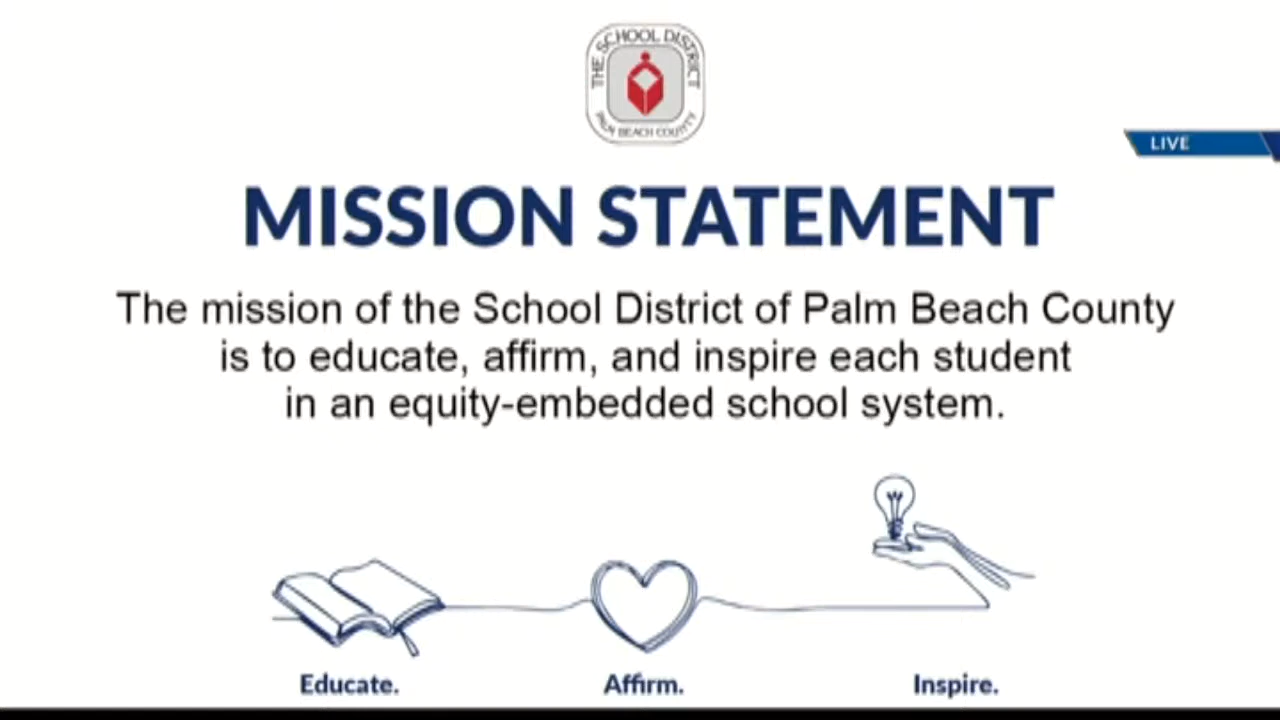 THE SCHOOL DISTRICT
PALM BEACH COUNTY
LIVE
MISSION STATEMENT
The mission of the School District of Palm Beach County
is to educate, affirm, and inspire each student
in an equity-embedded school system.
Educate. Affirm. Inspire.